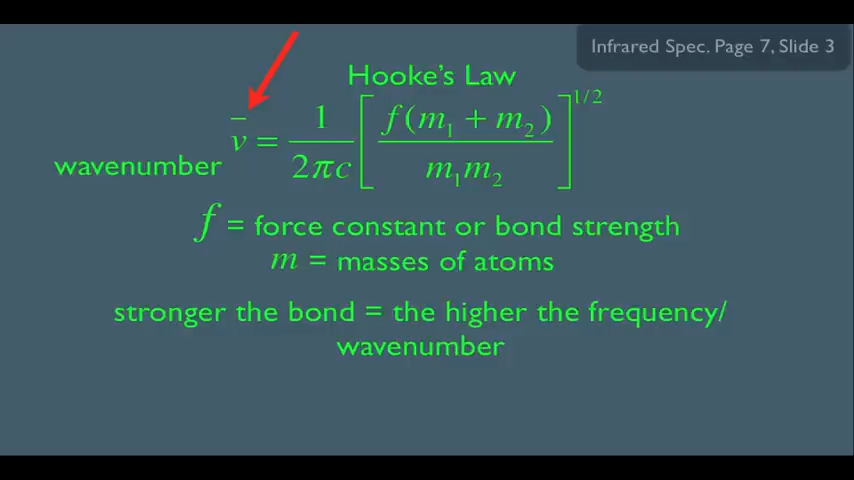 Infrared Spec. Page 7, Slide 3
Hooke's Law
wavenumber v̅ = 1/2πc [f(m₁ + m₂)/m₁m₂]^1/2
f = force constant or bond strength
m = masses of atoms
stronger the bond = the higher the frequency/
wavenumber